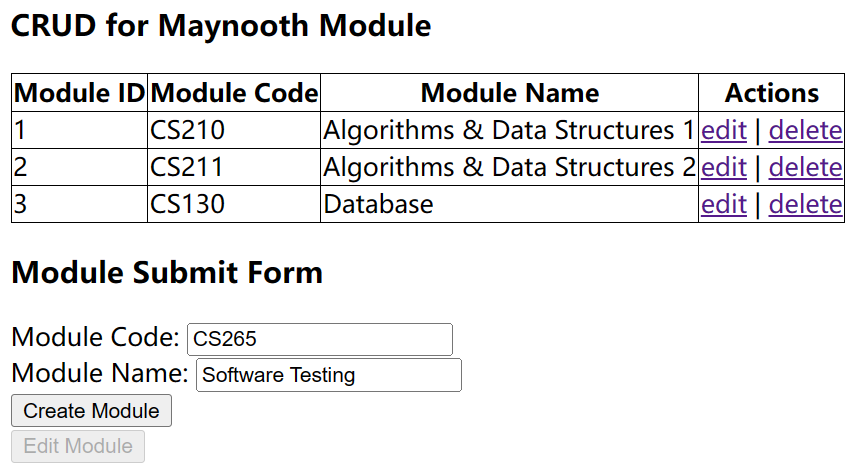 CRUD for Maynooth Module
Module ID Module Code Module Name Actions
1 CS210 Algorithms & Data Structures 1 edit | delete
2 CS211 Algorithms & Data Structures 2 edit | delete
3 CS130 Database edit | delete
Module Submit Form
Module Code: CS265
Module Name: Software Testing
Create Module
Edit Module